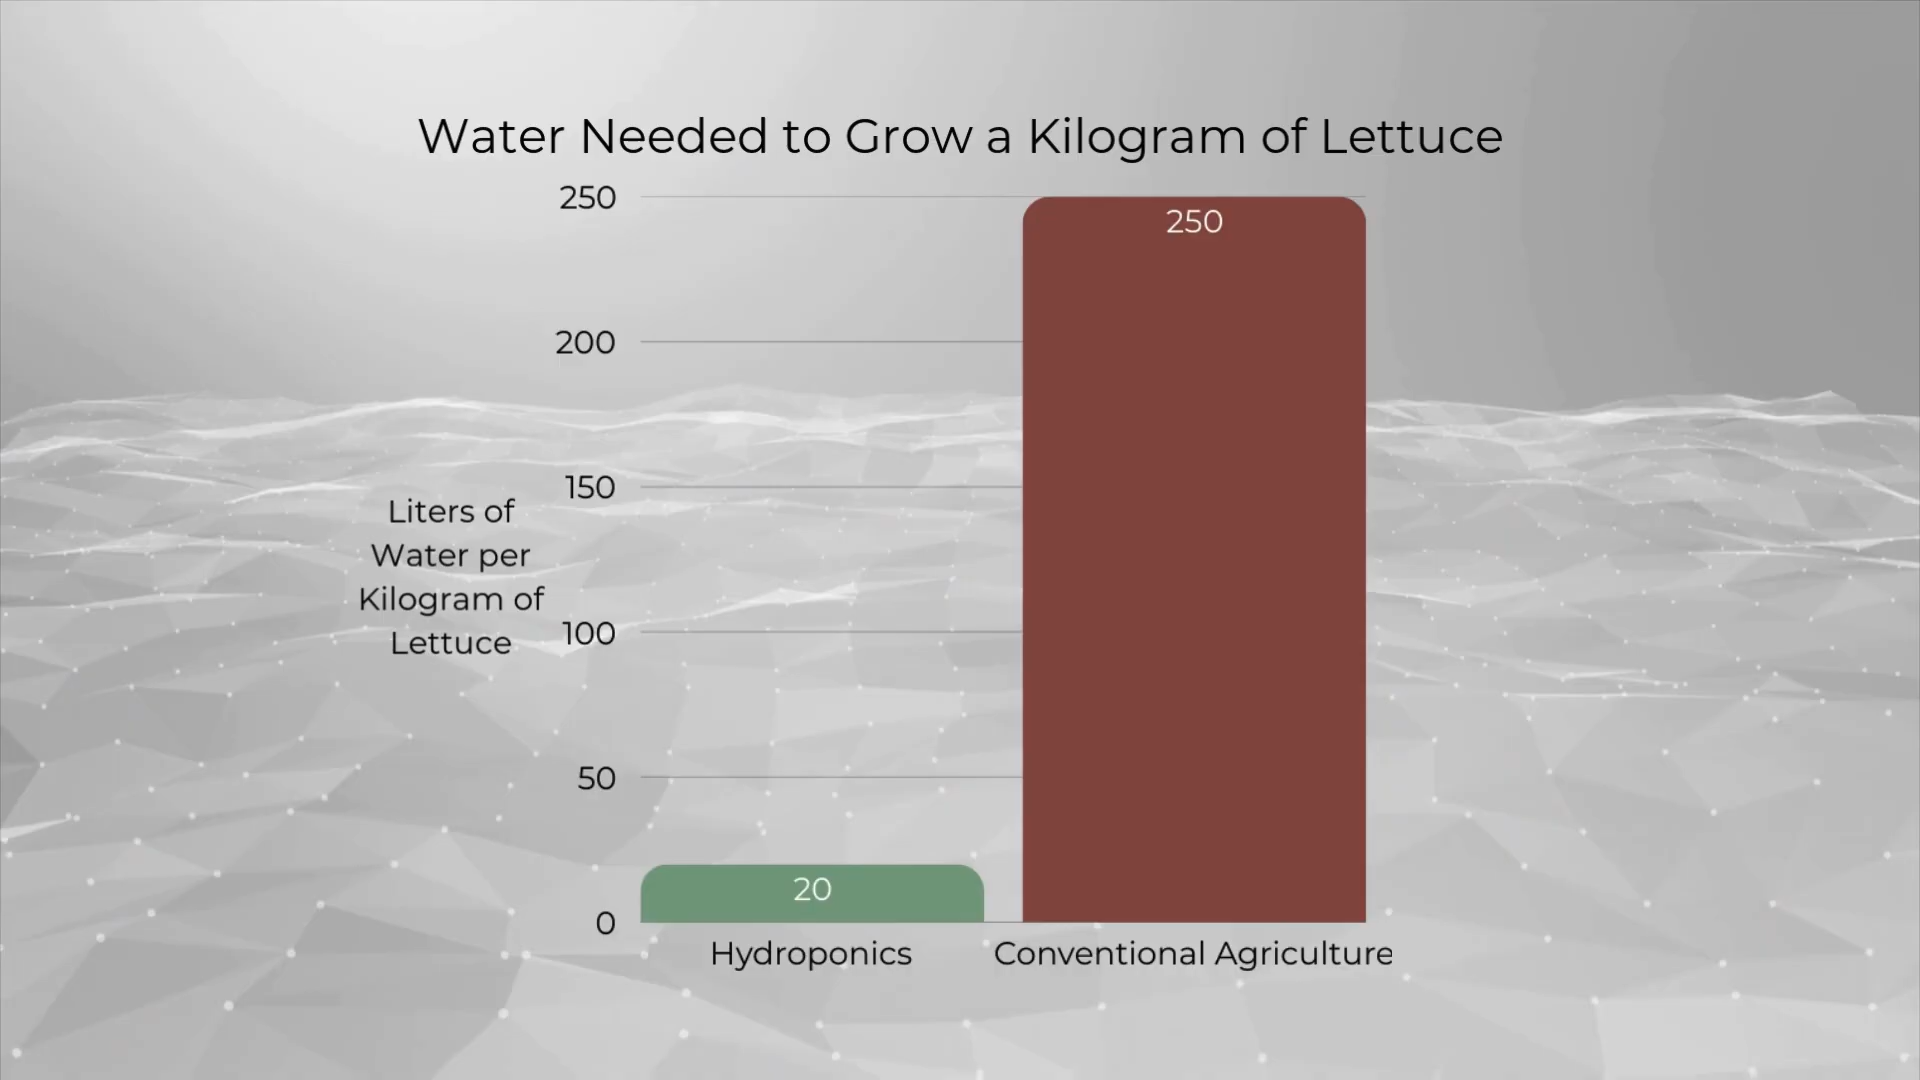 Water Needed to Grow a Kilogram of Lettuce
250
250
200
150
Liters of
Water per
Kilogram of
Lettuce
100
50
20
0
Hydroponics
Conventional Agriculture